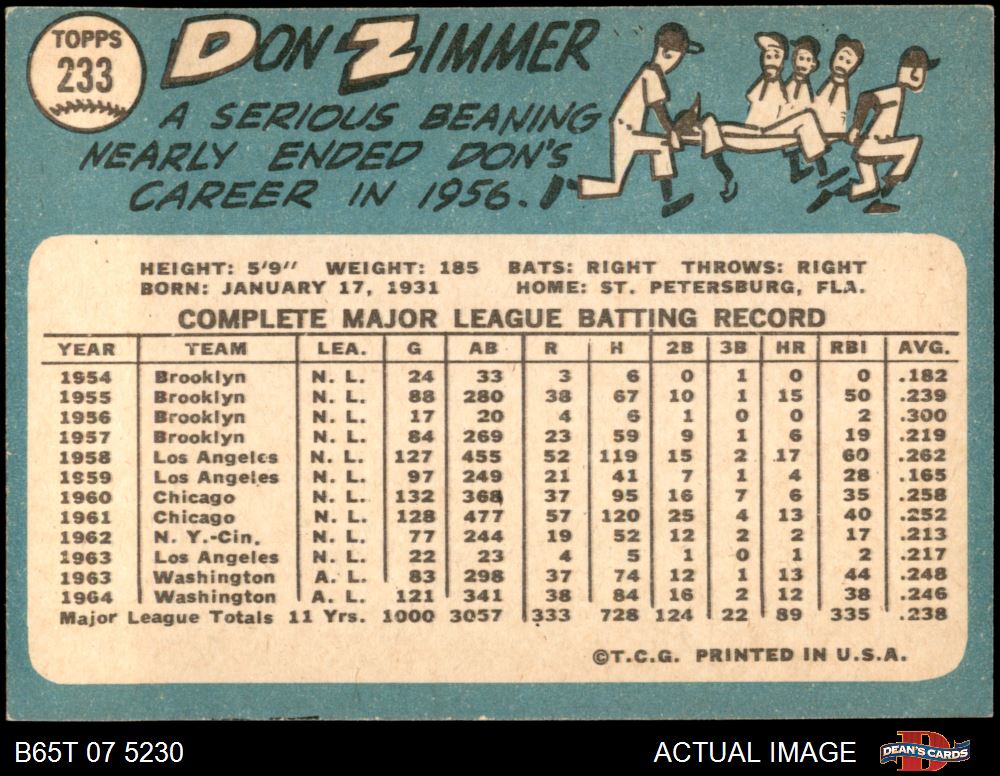 TOPPS
233
DON ZIMMER
A SERIOUS BEANING
NEARLY ENDED DON'S
CAREER IN 1956.
HEIGHT: 5'9" WEIGHT: 185 BATS: RIGHT THROWS: RIGHT
BORN: JANUARY 17, 1931 HOME: ST. PETERSBURG, FLA.
COMPLETE MAJOR LEAGUE BATTING RECORD
YEAR TEAM LEA. G AB R H 2B 3B HR RBI AVG.
1954 Brooklyn N. L. 24 33 3 6 0 1 0 0 .182
1955 Brooklyn N. L. 88 280 38 67 10 1 15 50 .239
1956 Brooklyn N. L. 17 20 4 6 1 0 0 2 .300
1957 Brooklyn N. L. 84 269 23 59 9 1 6 19 .219
1958 Los Angeles N. L. 127 455 52 119 15 2 17 60 .262
1959 Los Angeles N. L. 97 249 21 41 7 1 4 28 .165
1960 Chicago N. L. 132 368 37 95 16 7 6 35 .258
1961 Chicago N. L. 128 477 57 120 25 4 13 40 .252
1962 N. Y.-Cin. N. L. 77 244 19 52 12 2 2 17 .213
1963 Los Angeles N. L. 22 23 4 5 1 0 1 2 .217
1963 Washington A. L. 83 298 37 74 12 1 13 44 .248
1964 Washington A. L. 121 341 38 84 16 2 12 38 .246
Major League Totals 11 Yrs. 1000 3057 333 728 124 22 89 335 .238
©T.C.G. PRINTED IN U.S.A.
B65T 07 5230 ACTUAL IMAGE DEAN'S CARDS